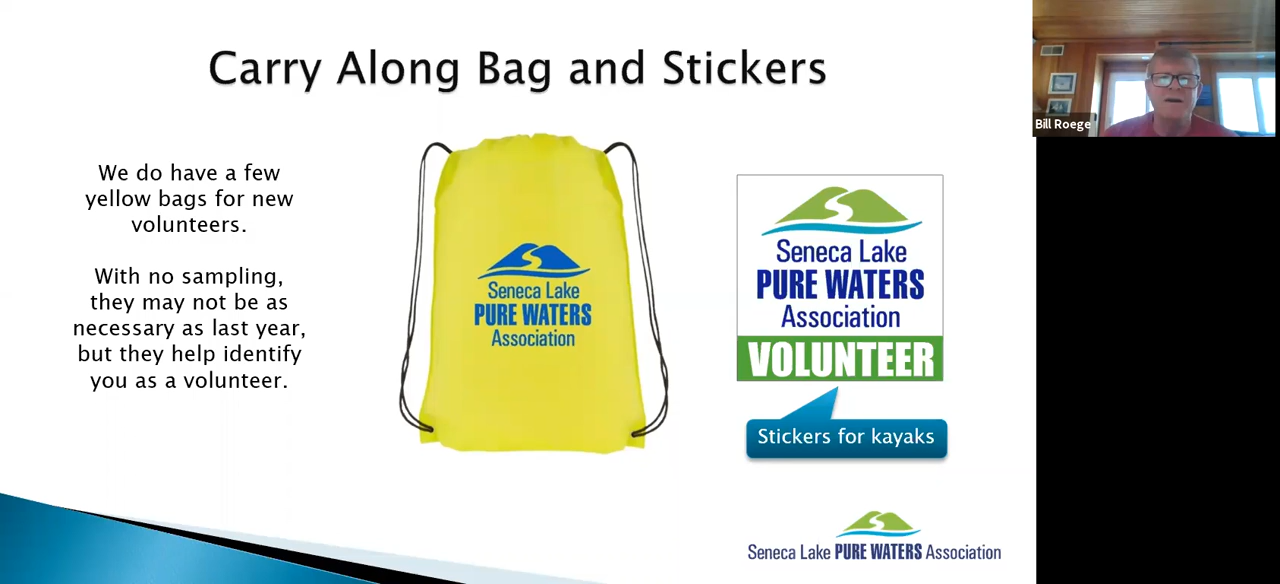 Carry Along Bag and Stickers
We do have a few
yellow bags for new
volunteers.
With no sampling,
they may not be as
necessary as last year,
but they help identify
you as a volunteer.
Seneca Lake
PURE WATERS
Association
Seneca Lake
PURE WATERS
Association
VOLUNTEER
Stickers for kayaks
Seneca Lake PURE WATERS Association
Bill Roege